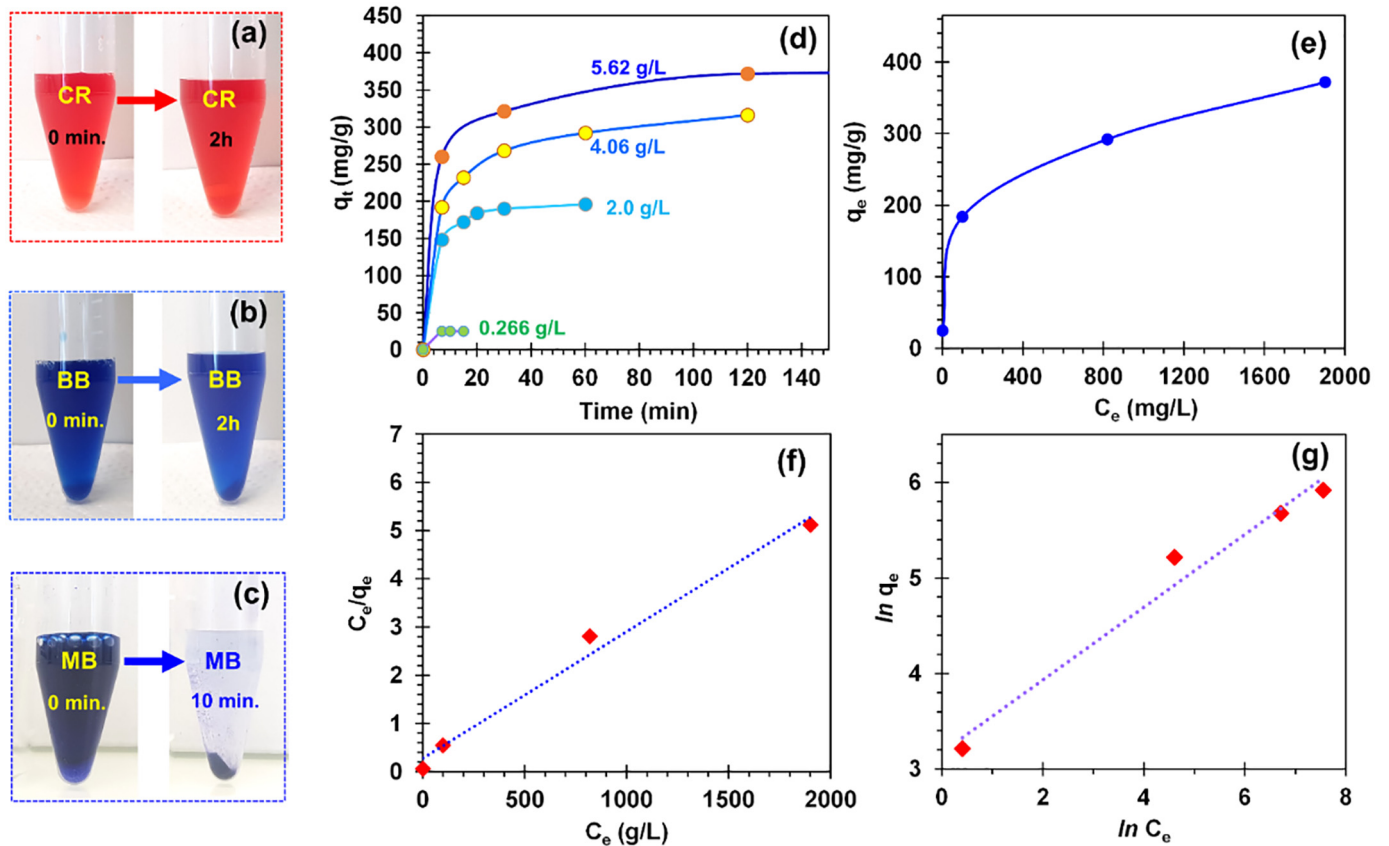 (a)
CR
0 min.
CR
2h
(b)
BB
0 min.
BB
2h
(c)
MB
0 min.
MB
10 min.
(d)
450
400
350
300
250
200
150
100
50
0
qt (mg/g)
5.62 g/L
4.06 g/L
2.0 g/L
0.266 g/L
0 20 40 60 80 100 120 140
Time (min)
(e)
400
300
200
100
0
qe (mg/g)
0 400 800 1200 1600 2000
Ce (mg/L)
(f)
7
6
5
4
3
2
1
0
Ce/qe
0 500 1000 1500 2000
Ce (g/L)
(g)
6
5
4
3
ln qe
0 2 4 6 8
ln Ce